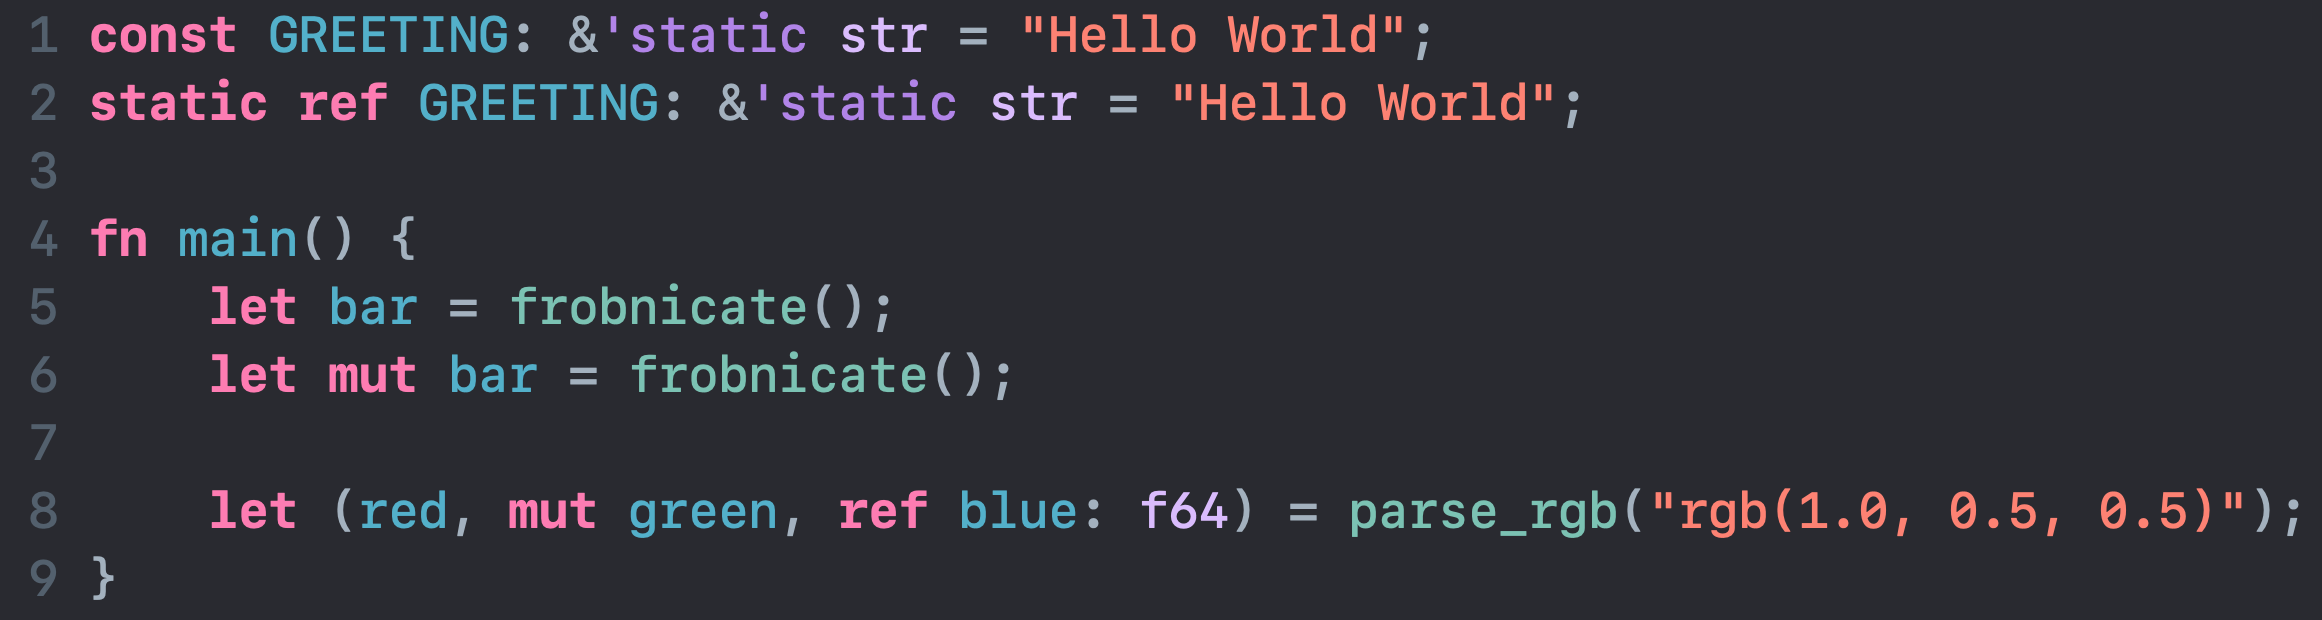 1 const GREETING: &'static str = "Hello World";
2 static ref GREETING: &'static str = "Hello World";
3
4 fn main() {
5     let bar = frobnicate();
6     let mut bar = frobnicate();
7
8     let (red, mut green, ref blue: f64) = parse_rgb("rgb(1.0, 0.5, 0.5)");
9 }